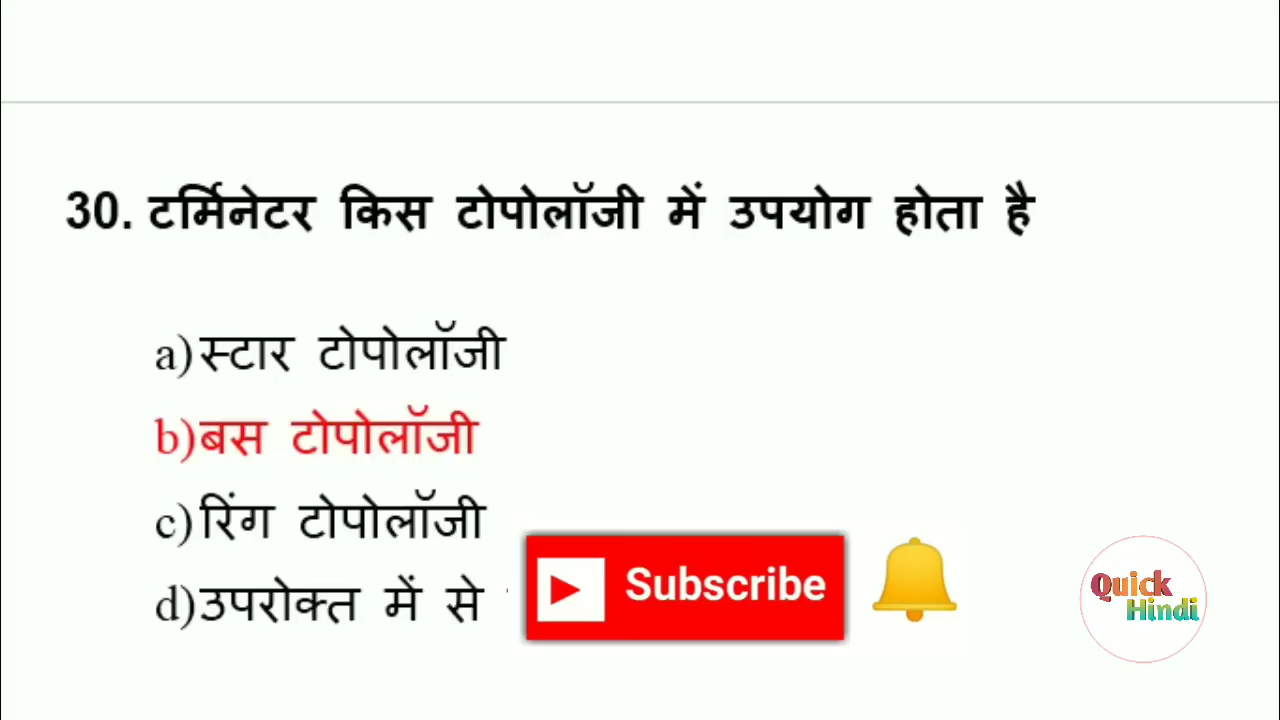 30. टर्मिनेटर किस टोपोलॉजी में उपयोग होता है
a)स्टार टोपोलॉजी
b)बस टोपोलॉजी
c)रिंग टोपोलॉजी
d)उपरोक्त में से
Subscribe
Quick
Hindi